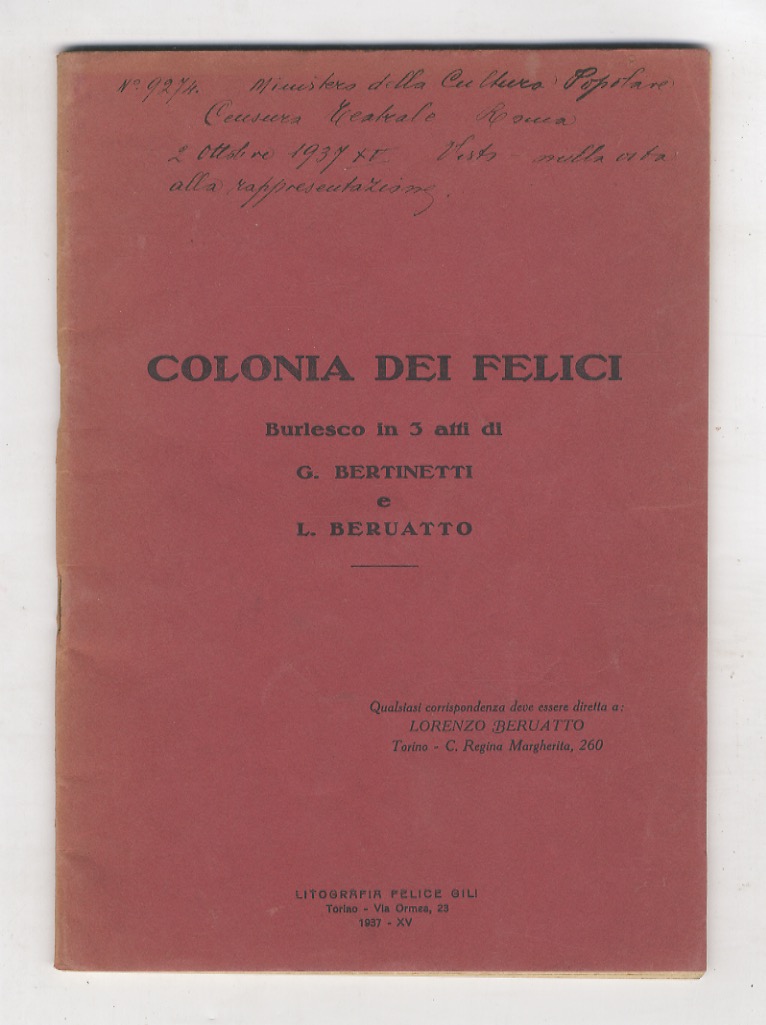 Nº 9274. Ministero della Cultura Popolare
Censura Teatrale Roma
2 Ottobre 1937 XV Visto - nulla osta
alla rappresentazione.
COLONIA DEI FELICI
Burlesco in 3 atti di
G. BERTINETTI
e
L. BERUATTO
Qualsiasi corrispondenza deve essere diretta a:
LORENZO BERUATTO
Torino - C. Regina Margherita, 260
LITOGRAFIA FELICE GILI
Torino - Via Ormea, 23
1937 - XV